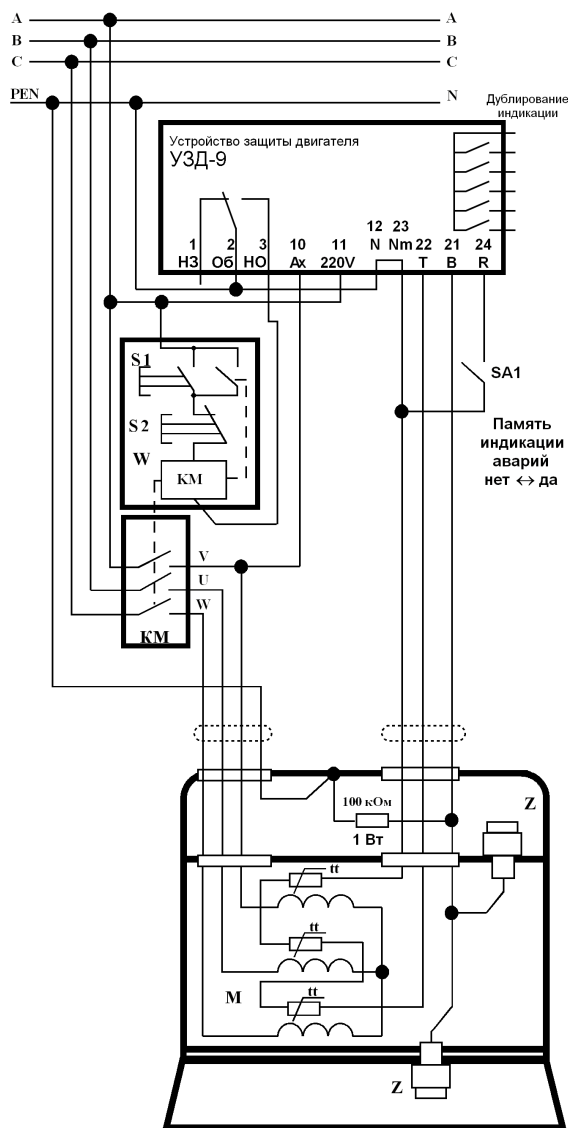 A A
B B
C C
PEN N
Дублирование
индикации
Устройство защиты двигателя
УЗД-9
12 23
1 2 3 10 11 N Nm 22 21 24
НЗ Об НО Ах 220V Т В R
S1
SA1
S2
Память
индикации
аварий
нет ↔ да
W
КМ
V
U
W
КМ
Z
100 кОм
1 Вт
tt
tt
M
tt
Z